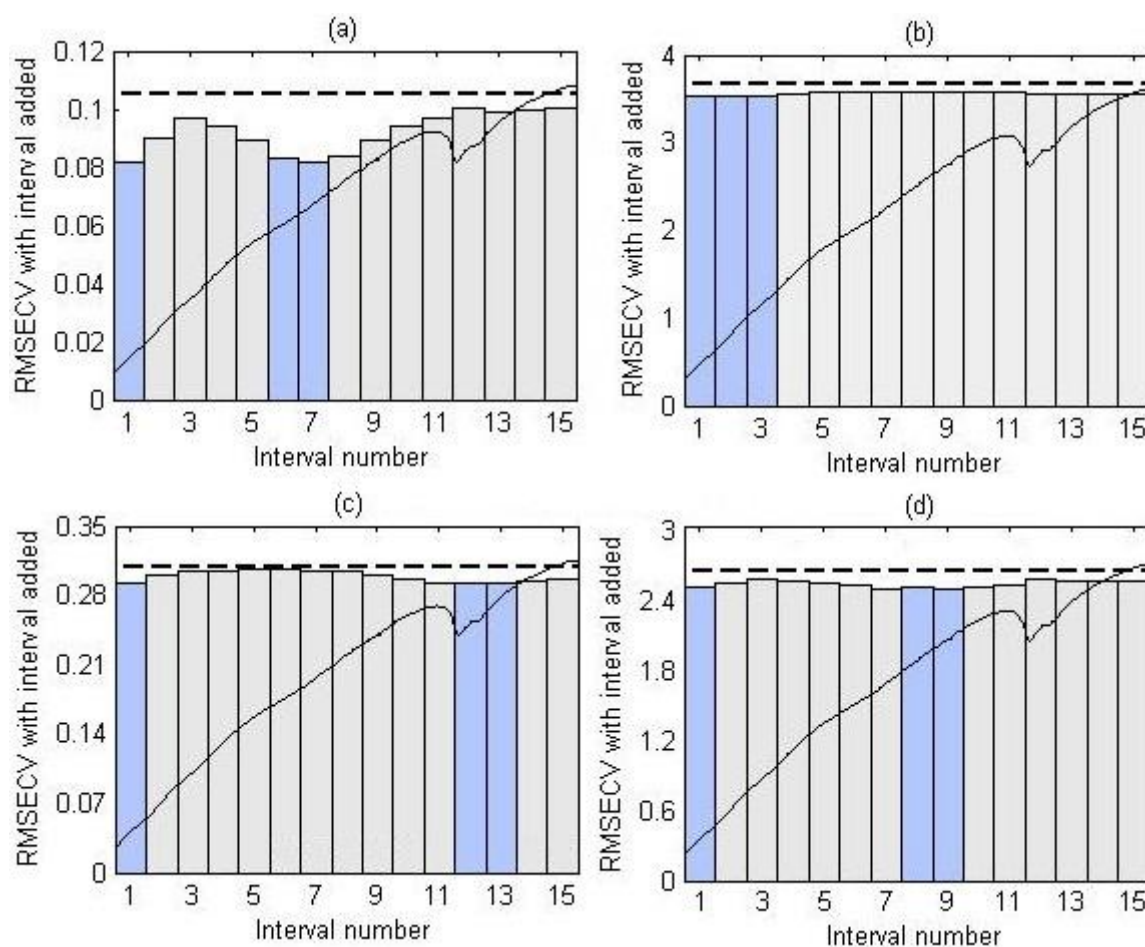 (a)
RMSECV with interval added
0.12
0.1
0.08
0.06
0.04
0.02
0
1 3 5 7 9 11 13 15
Interval number
(b)
RMSECV with interval added
4
3
2
1
0
1 3 5 7 9 11 13 15
Interval number
(c)
RMSECV with interval added
0.35
0.28
0.21
0.14
0.07
0
1 3 5 7 9 11 13 15
Interval number
(d)
RMSECV with interval added
3
2.4
1.8
1.2
0.6
0
1 3 5 7 9 11 13 15
Interval number